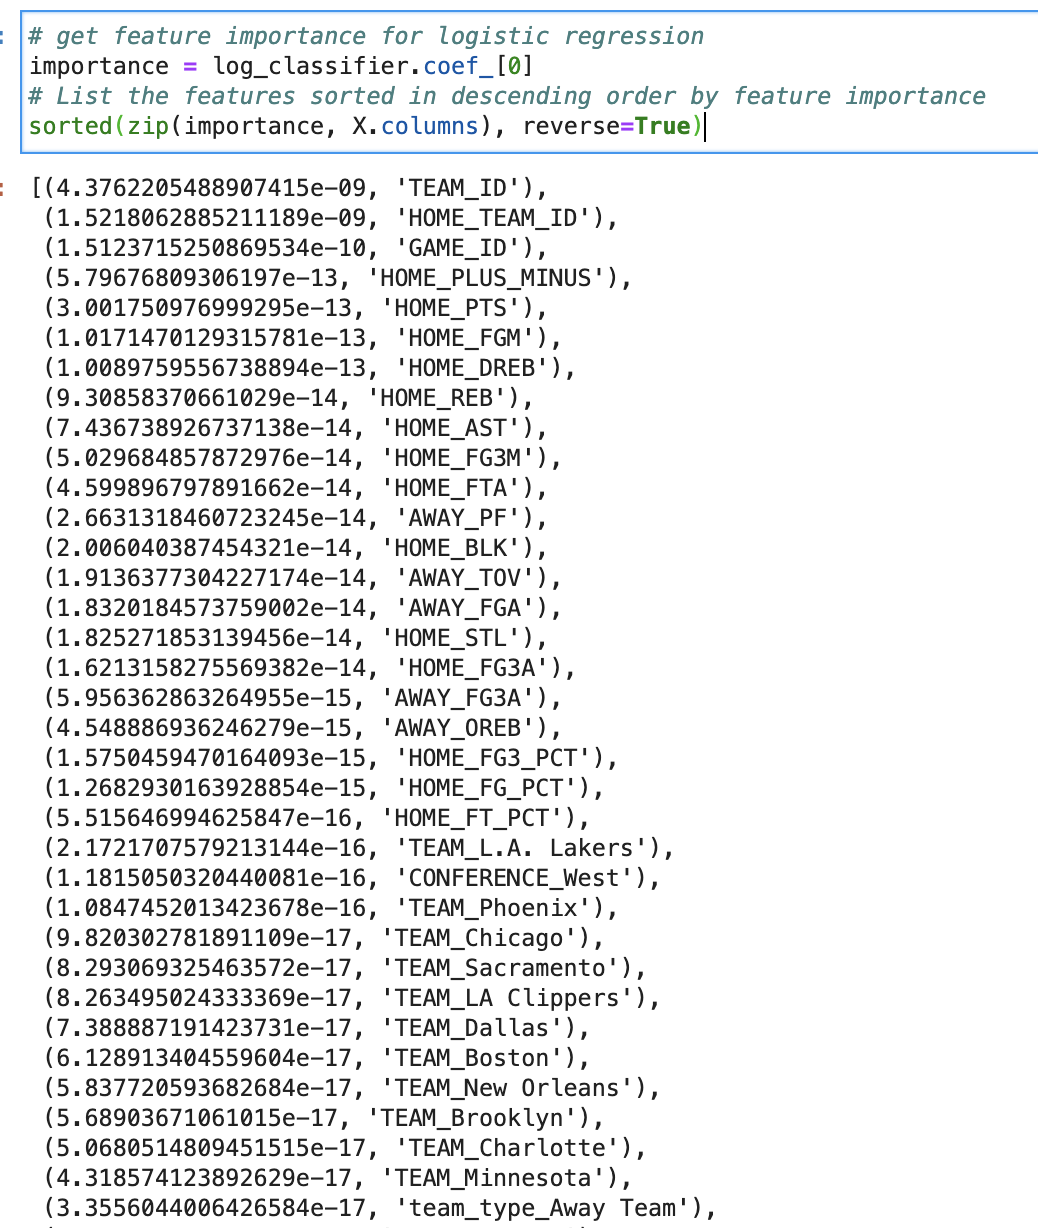 # get feature importance for logistic regression
importance = log_classifier.coef_[0]
# List the features sorted in descending order by feature importance
sorted(zip(importance, X.columns), reverse=True)
[(4.3762205488907415e-09, 'TEAM_ID'),
(1.5218062885211189e-09, 'HOME_TEAM_ID'),
(1.5123715250869534e-10, 'GAME_ID'),
(5.79676809306197e-13, 'HOME_PLUS_MINUS'),
(3.001750976999295e-13, 'HOME_PTS'),
(1.0171470129315781e-13, 'HOME_FGM'),
(1.0089759556738894e-13, 'HOME_DREB'),
(9.30858370661029e-14, 'HOME_REB'),
(7.436738926737138e-14, 'HOME_AST'),
(5.029684857872976e-14, 'HOME_FG3M'),
(4.599896797891662e-14, 'HOME_FTA'),
(2.6631318460723245e-14, 'AWAY_PF'),
(2.006040387454321e-14, 'HOME_BLK'),
(1.9136377304227174e-14, 'AWAY_TOV'),
(1.8320184573759002e-14, 'AWAY_FGA'),
(1.825271853139456e-14, 'HOME_STL'),
(1.6213158275569382e-14, 'HOME_FG3A'),
(5.956362863264955e-15, 'AWAY_FG3A'),
(4.548886936246279e-15, 'AWAY_OREB'),
(1.5750459470164093e-15, 'HOME_FG3_PCT'),
(1.2682930163928854e-15, 'HOME_FG_PCT'),
(5.515646994625847e-16, 'HOME_FT_PCT'),
(2.1721707579213144e-16, 'TEAM_L.A. Lakers'),
(1.1815050320440081e-16, 'CONFERENCE_West'),
(1.0847452013423678e-16, 'TEAM_Phoenix'),
(9.820302781891109e-17, 'TEAM_Chicago'),
(8.293069325463572e-17, 'TEAM_Sacramento'),
(8.263495024333369e-17, 'TEAM_LA Clippers'),
(7.388887191423731e-17, 'TEAM_Dallas'),
(6.128913404559604e-17, 'TEAM_Boston'),
(5.837720593682684e-17, 'TEAM_New Orleans'),
(5.68903671061015e-17, 'TEAM_Brooklyn'),
(5.0680514809451515e-17, 'TEAM_Charlotte'),
(4.318574123892629e-17, 'TEAM_Minnesota'),
(3.3556044006426584e-17, 'team_type_Away Team'),